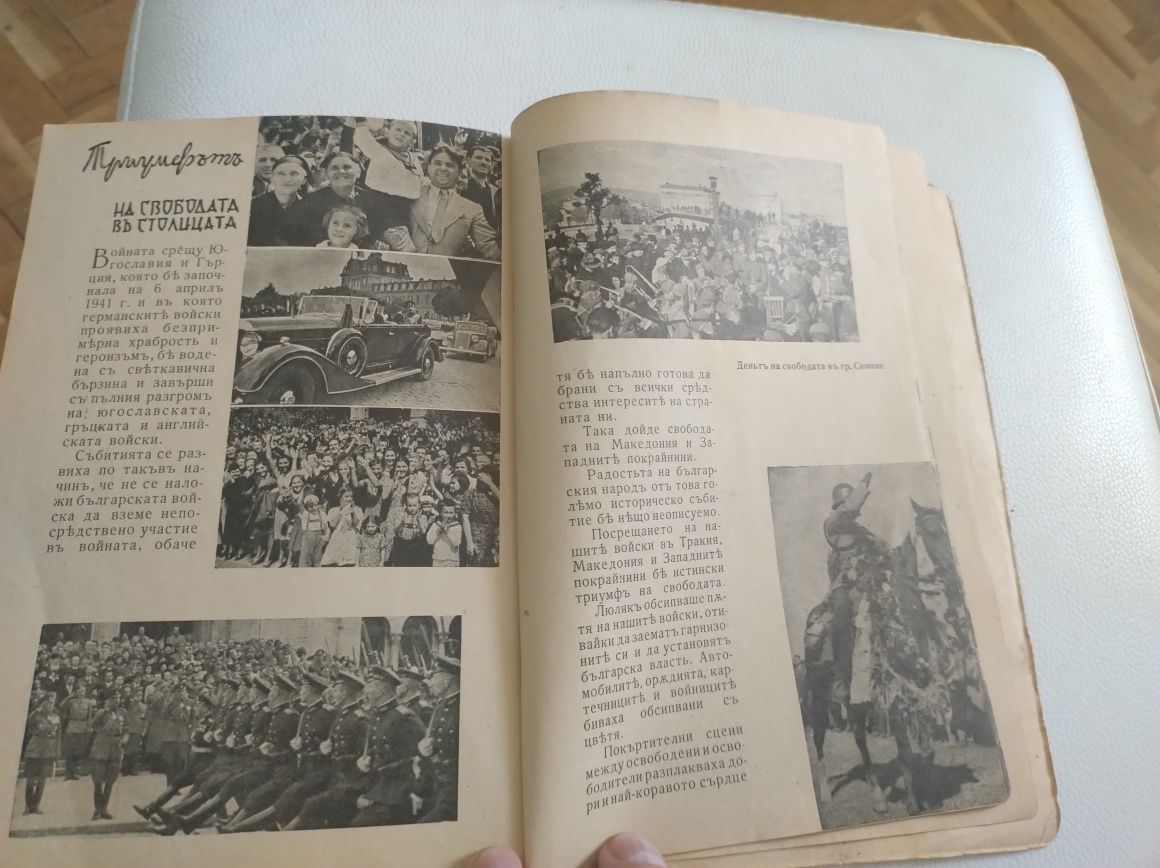 Триумфътъ
НА СВОБОДАТА
ВЪ СТОЛИЦАТА
Войната срѣщу Ю-
гославия и Гър-
ция, която бѣ започ-
нала на 6 априлъ
1941 г. и въ която
германскитѣ войски
проявиха безпри-
мѣрна храбрость и
героизъмъ, бѣ воде-
на съ свѣткавична
бързина и завърши
съ пълния разгромъ
на югославската,
гръцката и англий-
ската войски.
Събитията се раз-
виха по такъвъ на-
чинъ, че не се нало-
жи българската вой-
ска да вземе непо-
срѣдствено участие
въ войната, обаче
Деньтъ на свободата въ гр. Скопие
тя бѣ напълно готова да-
брани съ всички срѣд-
ства интереситѣ на стра-
ната ни.
Така дойде свобода-
та на Македония и За-
паднитѣ покрайнини.
Радостьта на българ-
ския народъ отъ това го-
лѣмо историческо съби-
тие бѣ нѣщо неописуемо.
Посрещането на на-
шитѣ войски въ Тракия,
Македония и Западнитѣ
покрайнини бѣ истински
триумфъ на свободата.
Люлякъ обсипваше пѫ-
тя на нашитѣ войски, оти-
вайки да заематъ гарнизо-
нитѣ си и да установятъ
българска власть. Авто-
мобилитѣ, орѫдията, кар-
течницитѣ и войницитѣ
биваха обсипвани съ
цвѣтя.
Покъртителни сцени
между освободени и осво-
бодители разплакваха до-
ри и най-коравото сърдце